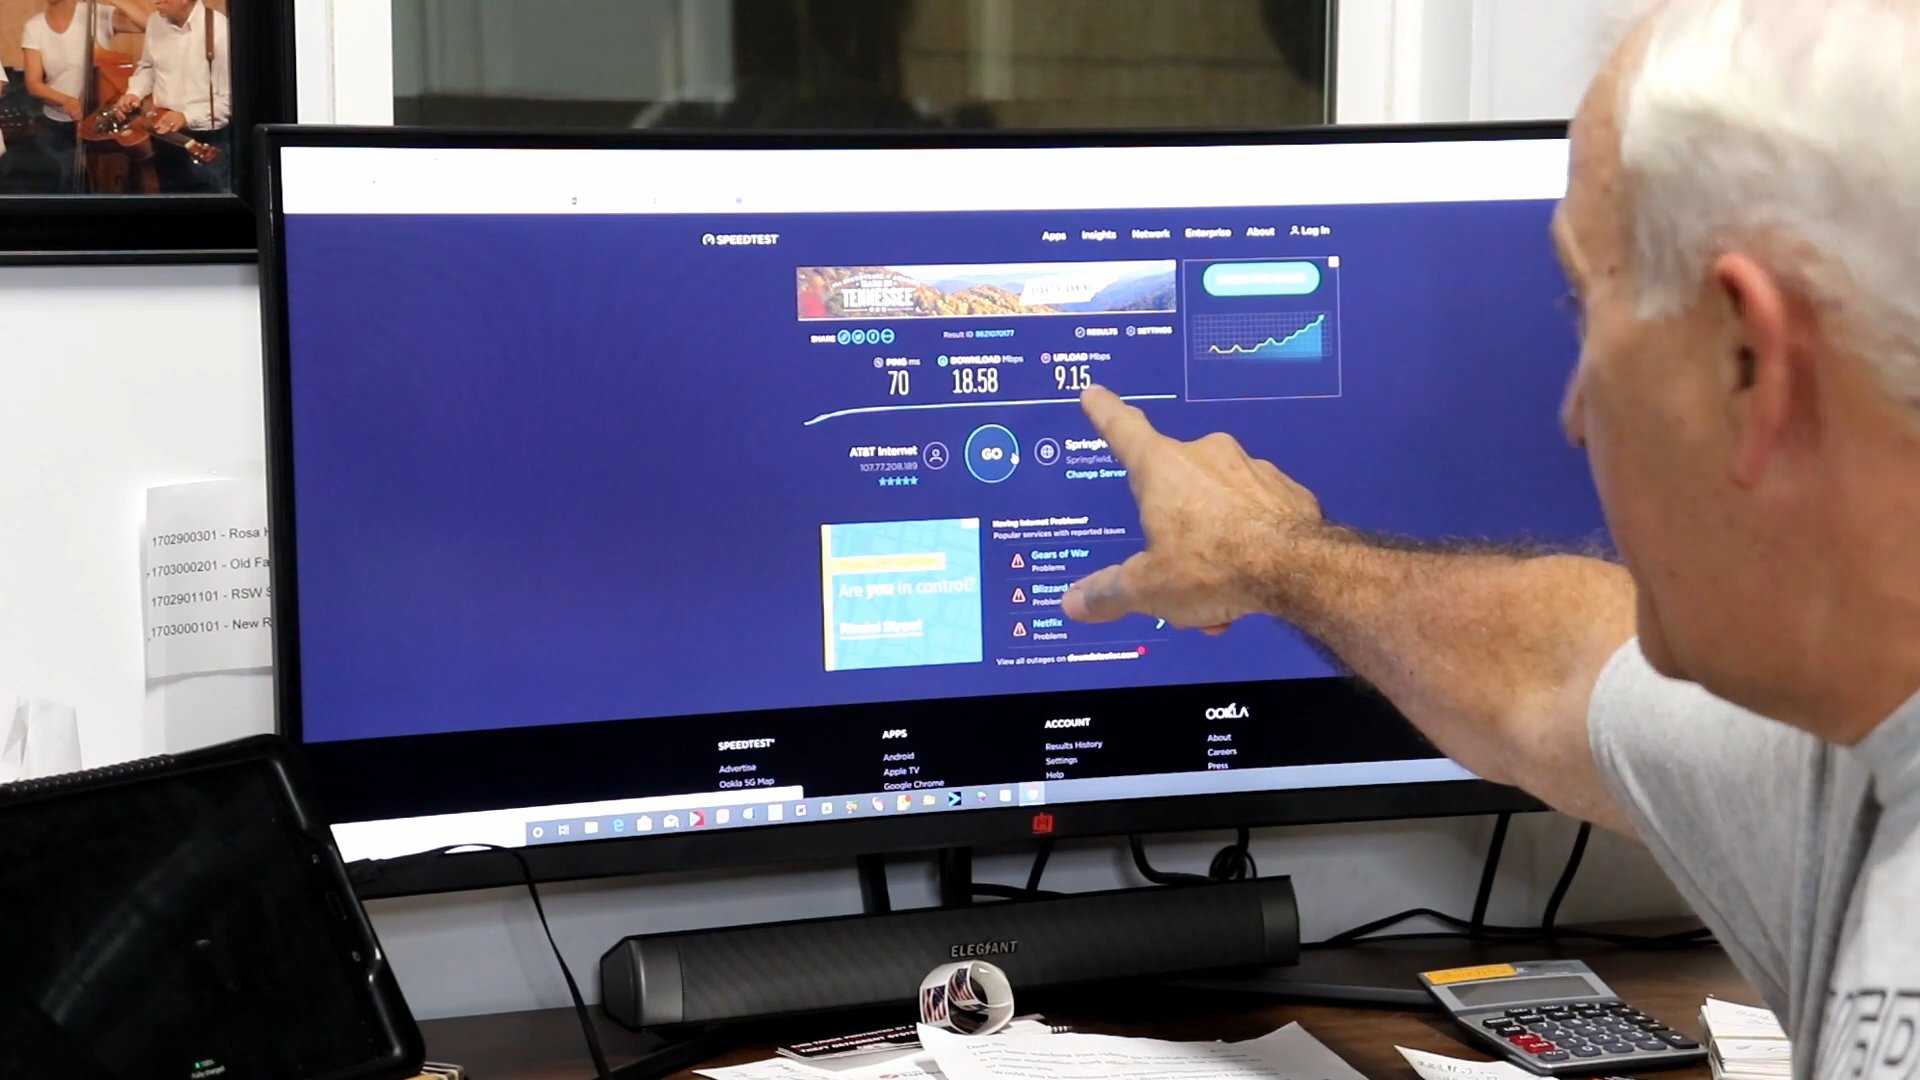 SPEEDTEST
Apps Insights Network Enterprise About Log In
TENNESSEE
SHARE Result ID 8621070177 RESULTS SETTINGS
PING ms DOWNLOAD Mbps UPLOAD Mbps
70 18.58 9.15
AT&T Internet
107.77.208.189
GO
Springfield,
Change Server
Having Internet Problems?
Popular services with reported issues
Gears of War
Problems
Blizzard
Netflix
Problems
View all outages on downdetector.com
Are you in control?
SPEEDTEST®
Advertise
Ookla 5G Map
APPS
Android
Apple TV
Google Chrome
ACCOUNT
Results History
Settings
Help
OOKLA
About
Careers
Press
1702900301 - Rosa
1703000201 - Old Fa
1702901101 - RSW
1703000101 - New R
ELEGIANT